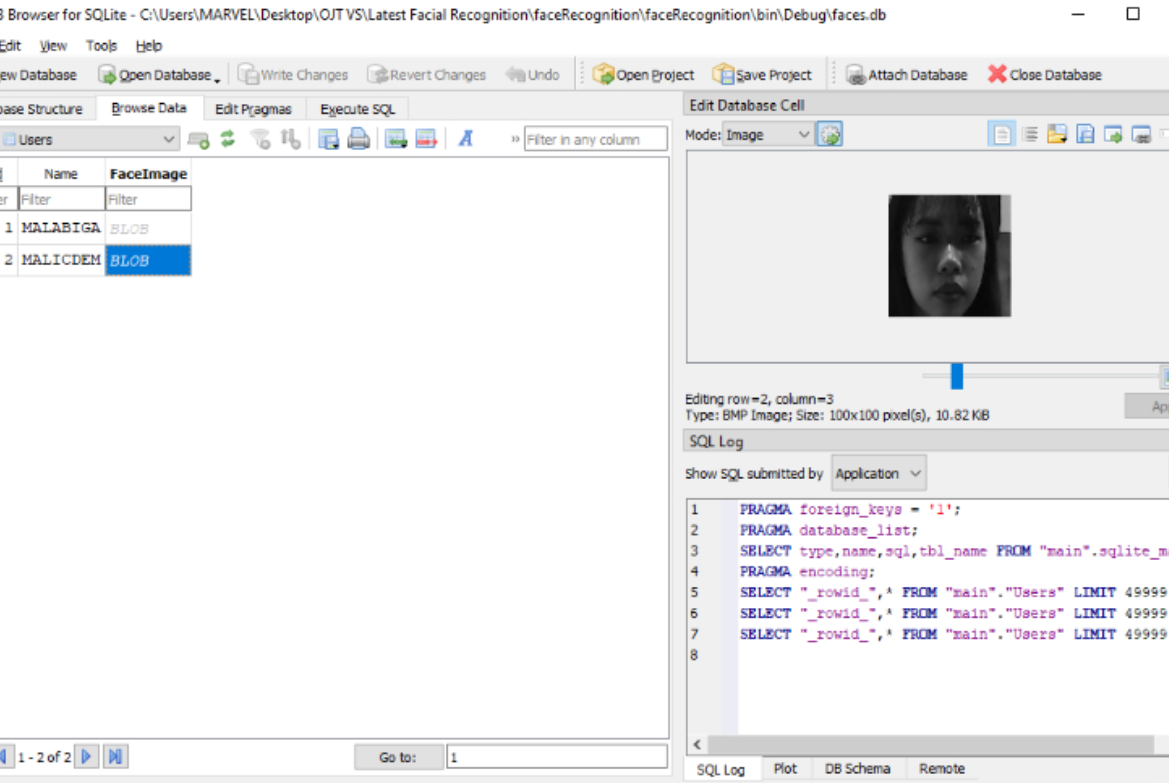 Browser for SQLite - C:\Users\MARVEL\Desktop\OJT VS\Latest Facial Recognition\faceRecognition\faceRecognition\bin\Debug\faces.db
Edit View Tools Help
Database Open Database Write Changes Revert Changes Undo Open Project Save Project Attach Database Close Database
Structure Browse Data Edit Pragmas Execute SQL
Users
Filter in any column
Name FaceImage
Filter Filter
1 MALABIGA BLOB
2 MALICDEM BLOB
1 - 2 of 2
Go to: 1
Edit Database Cell
Mode: Image
Editing row=2, column=3
Type: BMP Image; Size: 100x100 pixel(s), 10.82 KiB
SQL Log
Show SQL submitted by Application
1 PRAGMA foreign_keys = '1';
2 PRAGMA database_list;
3 SELECT type,name,sql,tbl_name FROM "main".sqlite_ma
4 PRAGMA encoding;
5 SELECT "_rowid_",* FROM "main"."Users" LIMIT 49999
6 SELECT "_rowid_",* FROM "main"."Users" LIMIT 49999
7 SELECT "_rowid_",* FROM "main"."Users" LIMIT 49999
8
SQL Log Plot DB Schema Remote